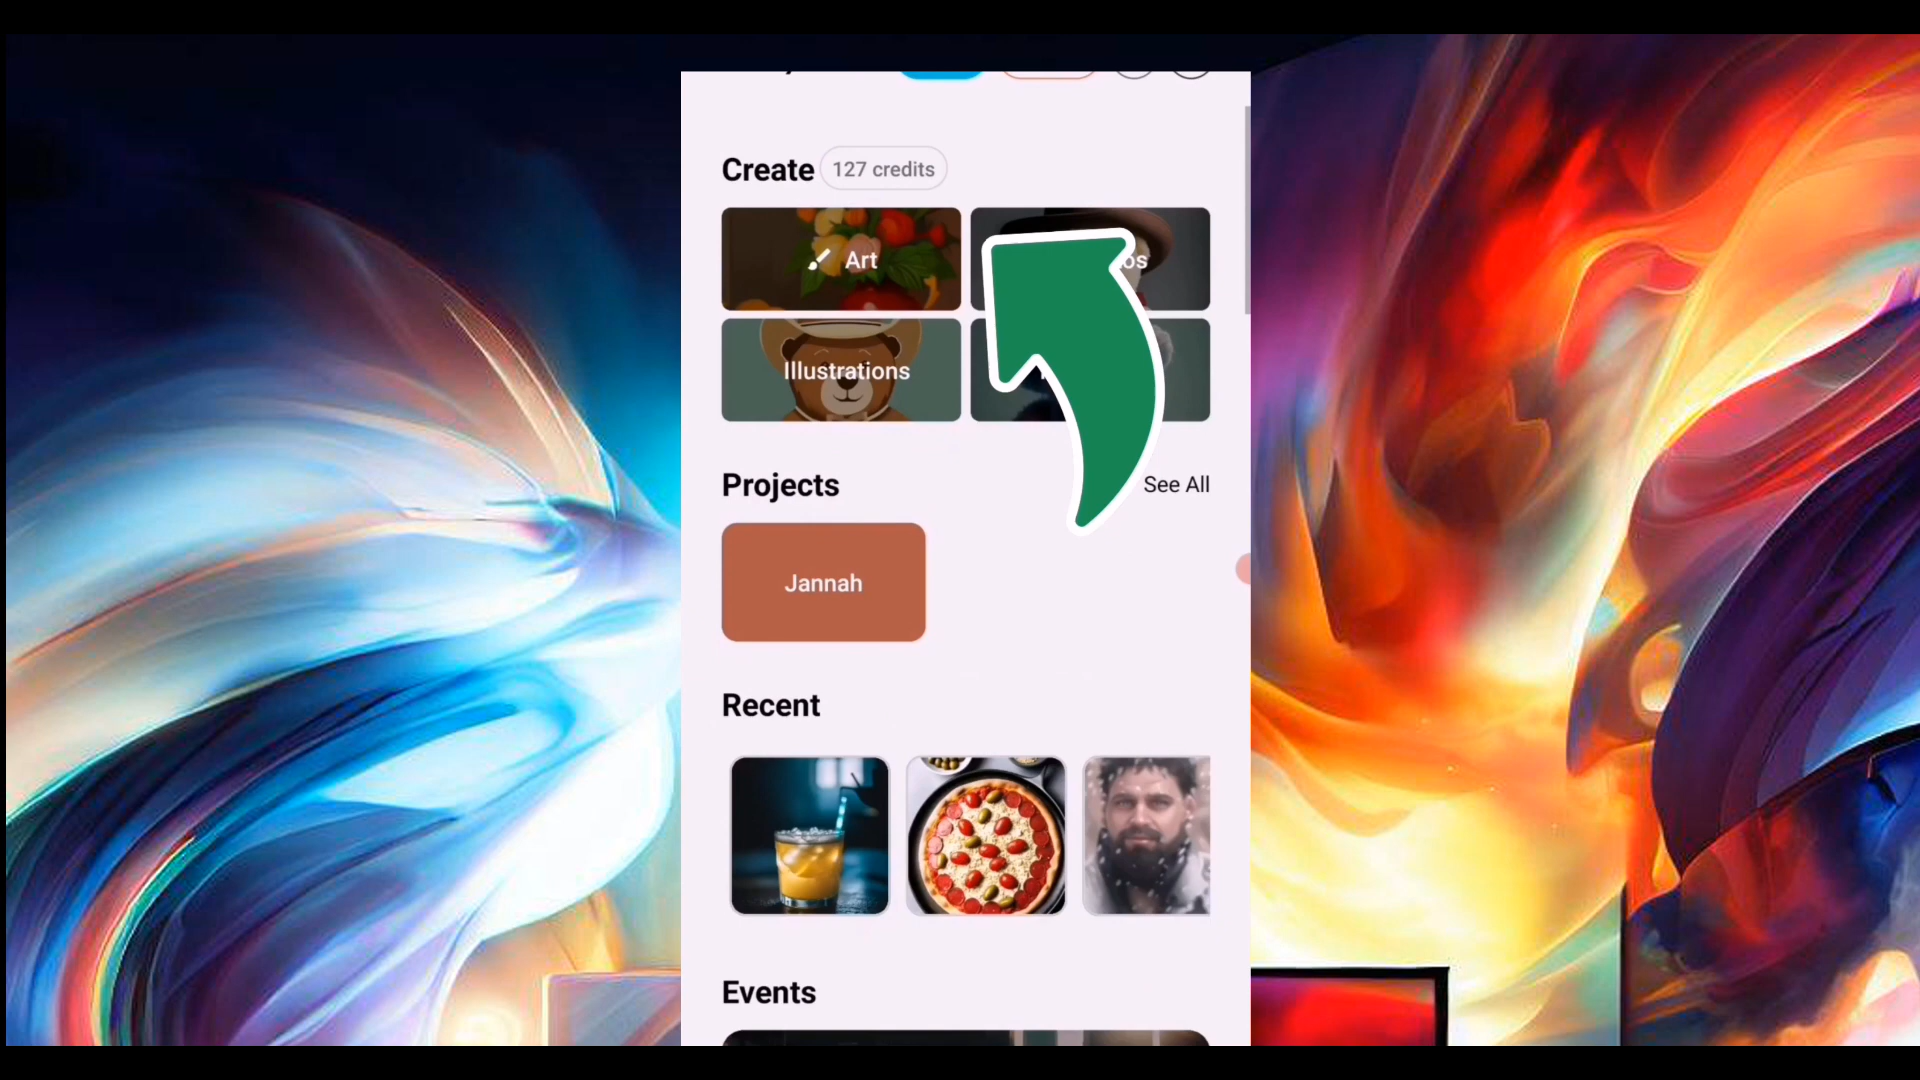 Create
127 credits
Art
Illustrations
Projects
See All
Jannah
Recent
Events